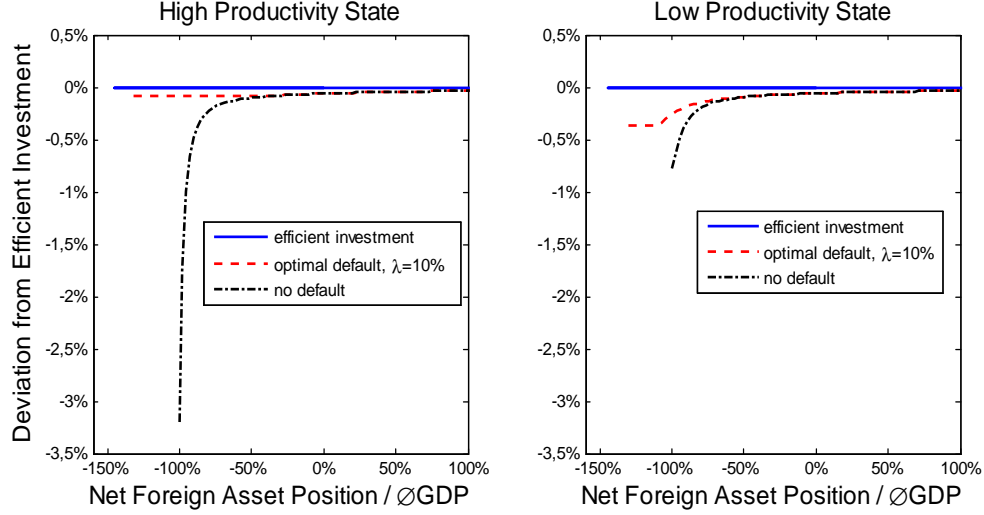 High Productivity State
Low Productivity State
Deviation from Efficient Investment
0,5%
0%
-0,5%
-1%
-1,5%
-2%
-2,5%
-3%
-3,5%
efficient investment
optimal default, λ=10%
no default
-150% -100% -50% 0% 50% 100%
Net Foreign Asset Position / ∅GDP
0,5%
0%
-0,5%
-1%
-1,5%
-2%
-2,5%
-3%
-3,5%
efficient investment
optimal default, λ=10%
no default
-150% -100% -50% 0% 50% 100%
Net Foreign Asset Position / ∅GDP